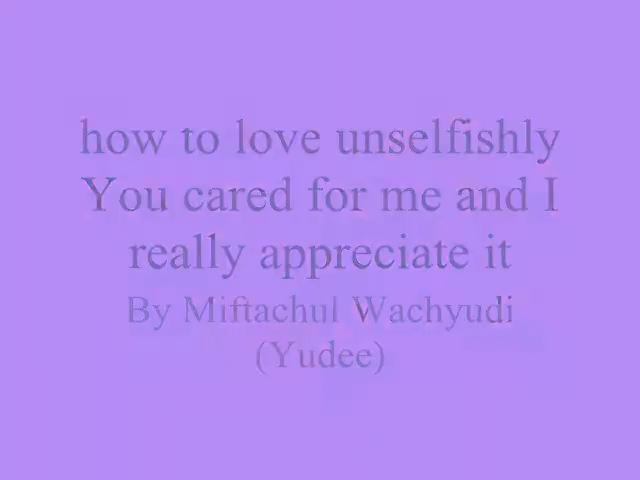 how to love unselfishly
You cared for me and I
really appreciate it
By Miftachul Wachyudi
(Yudee)